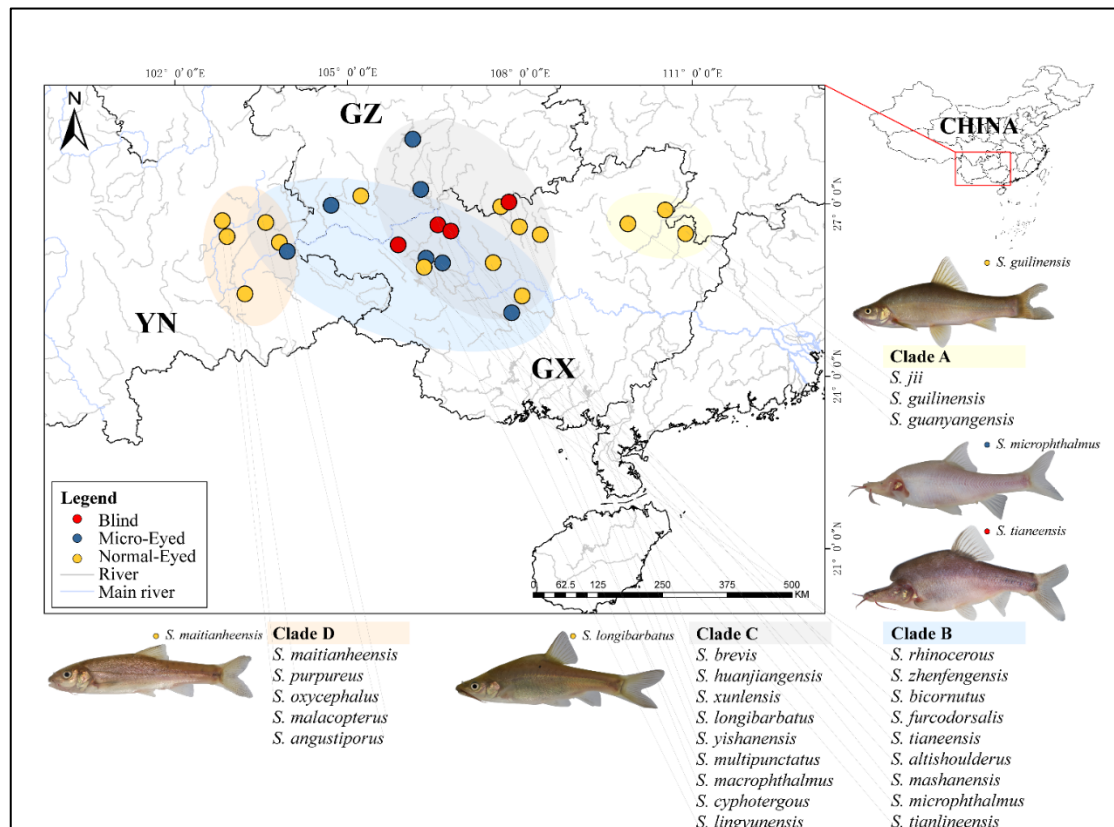 102° 0′ 0″E
105° 0′ 0″E
108° 0′ 0″E
111° 0′ 0″E
N
GZ
CHINA
27° 0′ 0″N
YN
GX
21° 0′ 0″N
21° 0′ 0″N
Legend
Blind
Micro-Eyed
Normal-Eyed
River
Main river
0 62.5 125 250 375 500
KM
S. guilinensis
Clade A
S. jii
S. guilinensis
S. guanyangensis
S. microphthalmus
S. tianeensis
S. maitianheensis
Clade D
S. maitianheensis
S. purpureus
S. oxycephalus
S. malacopterus
S. angustiporus
S. longibarbatus
Clade C
S. brevis
S. huanjiangensis
S. xunlensis
S. longibarbatus
S. yishanensis
S. multipunctatus
S. macrophthalmus
S. cyphotergous
S. lingyunensis
Clade B
S. rhinocerous
S. zhenfengensis
S. bicornutus
S. furcodorsalis
S. tianeensis
S. altishoulderus
S. mashanensis
S. microphthalmus
S. tianlineensis